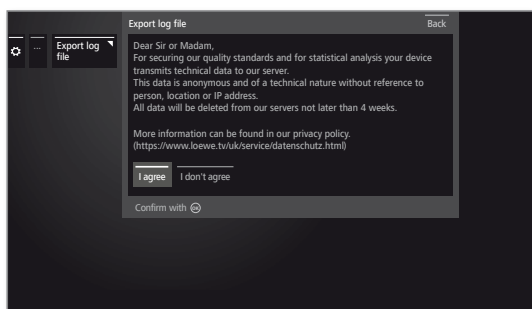 Export log file
Back
...
Export log
file
Dear Sir or Madam,
For securing our quality standards and for statistical analysis your device
transmits technical data to our server.
This data is anonymous and of a technical nature without reference to
person, location or IP address.
All data will be deleted from our servers not later than 4 weeks.
More information can be found in our privacy policy.
(https://www.loewe.tv/uk/service/datenschutz.html)
I agree
I don't agree
Confirm with OK